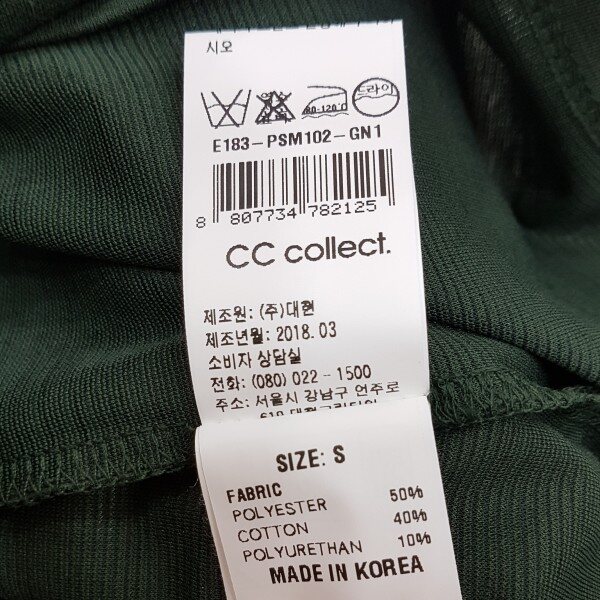 시오
드라이
80-120˚C
E183-PSM102-GN1
8 807734 782125
CC collect.
제조원: (주)대현
제조년월: 2018. 03
소비자 상담실
전화: (080) 022 - 1500
주소: 서울시 강남구 언주로
SIZE: S
FABRIC
POLYESTER 50%
COTTON 40%
POLYURETHAN 10%
MADE IN KOREA